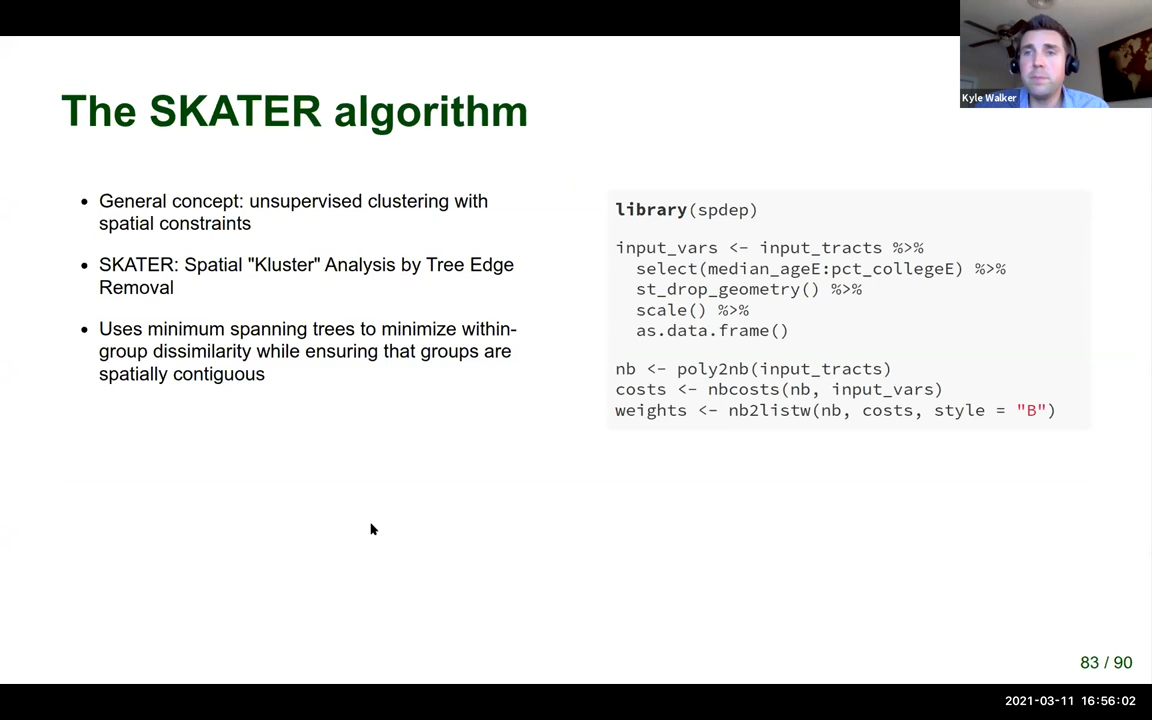 The SKATER algorithm
• General concept: unsupervised clustering with
spatial constraints
• SKATER: Spatial "Kluster" Analysis by Tree Edge
Removal
• Uses minimum spanning trees to minimize within-
group dissimilarity while ensuring that groups are
spatially contiguous
library(spdep)
input_vars <- input_tracts %>%
  select(median_ageE:pct_collegeE) %>%
  st_drop_geometry() %>%
  scale() %>%
  as.data.frame()
nb <- poly2nb(input_tracts)
costs <- nbcosts(nb, input_vars)
weights <- nb2listw(nb, costs, style = "B")
Kyle Walker
83 / 90
2021-03-11 16:56:02